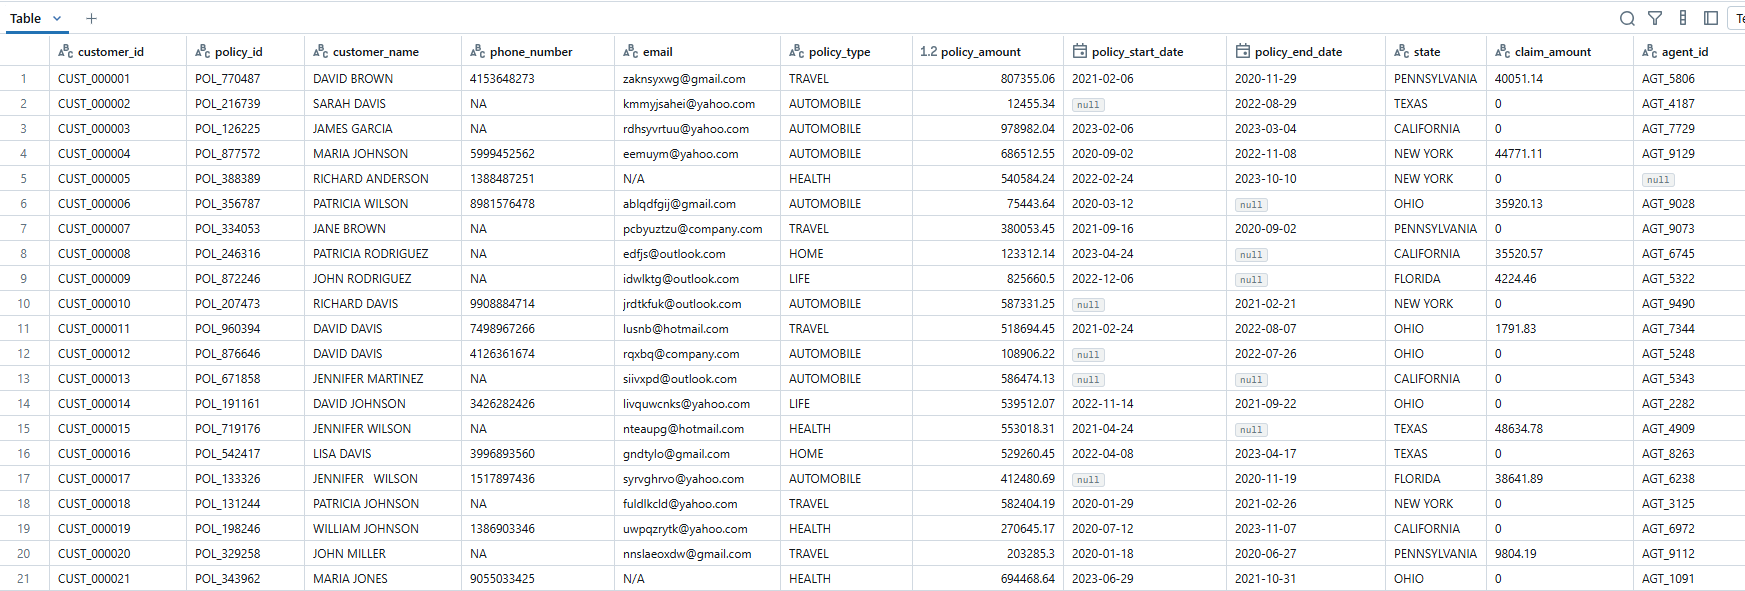 Table
Te
customer_id policy_id customer_name phone_number email policy_type 1.2 policy_amount policy_start_date policy_end_date state claim_amount agent_id
1 CUST_000001 POL_770487 DAVID BROWN 4153648273 zaknsyxwg@gmail.com TRAVEL 807355.06 2021-02-06 2020-11-29 PENNSYLVANIA 40051.14 AGT_5806
2 CUST_000002 POL_216739 SARAH DAVIS NA kmmyjsahei@yahoo.com AUTOMOBILE 12455.34 null 2022-08-29 TEXAS 0 AGT_4187
3 CUST_000003 POL_126225 JAMES GARCIA NA rdhsyvrtuu@yahoo.com AUTOMOBILE 978982.04 2023-02-06 2023-03-04 CALIFORNIA 0 AGT_7729
4 CUST_000004 POL_877572 MARIA JOHNSON 5999452562 eemuym@yahoo.com AUTOMOBILE 686512.55 2020-09-02 2022-11-08 NEW YORK 44771.11 AGT_9129
5 CUST_000005 POL_388389 RICHARD ANDERSON 1388487251 N/A HEALTH 540584.24 2022-02-24 2023-10-10 NEW YORK 0 null
6 CUST_000006 POL_356787 PATRICIA WILSON 8981576478 ablqdfgij@gmail.com AUTOMOBILE 75443.64 2020-03-12 null OHIO 35920.13 AGT_9028
7 CUST_000007 POL_334053 JANE BROWN NA pcbyuztzu@company.com TRAVEL 380053.45 2021-09-16 2020-09-02 PENNSYLVANIA 0 AGT_9073
8 CUST_000008 POL_246316 PATRICIA RODRIGUEZ NA edfjs@outlook.com HOME 123312.14 2023-04-24 null CALIFORNIA 35520.57 AGT_6745
9 CUST_000009 POL_872246 JOHN RODRIGUEZ NA idwlktg@outlook.com LIFE 825660.5 2022-12-06 null FLORIDA 4224.46 AGT_5322
10 CUST_000010 POL_207473 RICHARD DAVIS 9908884714 jrdtkfuk@outlook.com AUTOMOBILE 587331.25 null 2021-02-21 NEW YORK 0 AGT_9490
11 CUST_000011 POL_960394 DAVID DAVIS 7498967266 lusnb@hotmail.com TRAVEL 518694.45 2021-02-24 2022-08-07 OHIO 1791.83 AGT_7344
12 CUST_000012 POL_876646 DAVID DAVIS 4126361674 rqxbq@company.com AUTOMOBILE 108906.22 null 2022-07-26 OHIO 0 AGT_5248
13 CUST_000013 POL_671858 JENNIFER MARTINEZ NA siivxpd@outlook.com AUTOMOBILE 586474.13 null null CALIFORNIA 0 AGT_5343
14 CUST_000014 POL_191161 DAVID JOHNSON 3426282426 livquwcnks@yahoo.com LIFE 539512.07 2022-11-14 2021-09-22 OHIO 0 AGT_2282
15 CUST_000015 POL_719176 JENNIFER WILSON NA nteaupg@hotmail.com HEALTH 553018.31 2021-04-24 null TEXAS 48634.78 AGT_4909
16 CUST_000016 POL_542417 LISA DAVIS 3996893560 gndtylo@gmail.com HOME 529260.45 2022-04-08 2023-04-17 TEXAS 0 AGT_8263
17 CUST_000017 POL_133326 JENNIFER   WILSON 1517897436 syrvghrvo@yahoo.com AUTOMOBILE 412480.69 null 2020-11-19 FLORIDA 38641.89 AGT_6238
18 CUST_000018 POL_131244 PATRICIA JOHNSON NA fuldlkcld@yahoo.com TRAVEL 582404.19 2020-01-29 2021-02-26 NEW YORK 0 AGT_3125
19 CUST_000019 POL_198246 WILLIAM JOHNSON 1386903346 uwpqzrytk@yahoo.com HEALTH 270645.17 2020-07-12 2023-11-07 CALIFORNIA 0 AGT_6972
20 CUST_000020 POL_329258 JOHN MILLER NA nnslaeoxdw@gmail.com TRAVEL 203285.3 2020-01-18 2020-06-27 PENNSYLVANIA 9804.19 AGT_9112
21 CUST_000021 POL_343962 MARIA JONES 9055033425 N/A HEALTH 694468.64 2023-06-29 2021-10-31 OHIO 0 AGT_1091